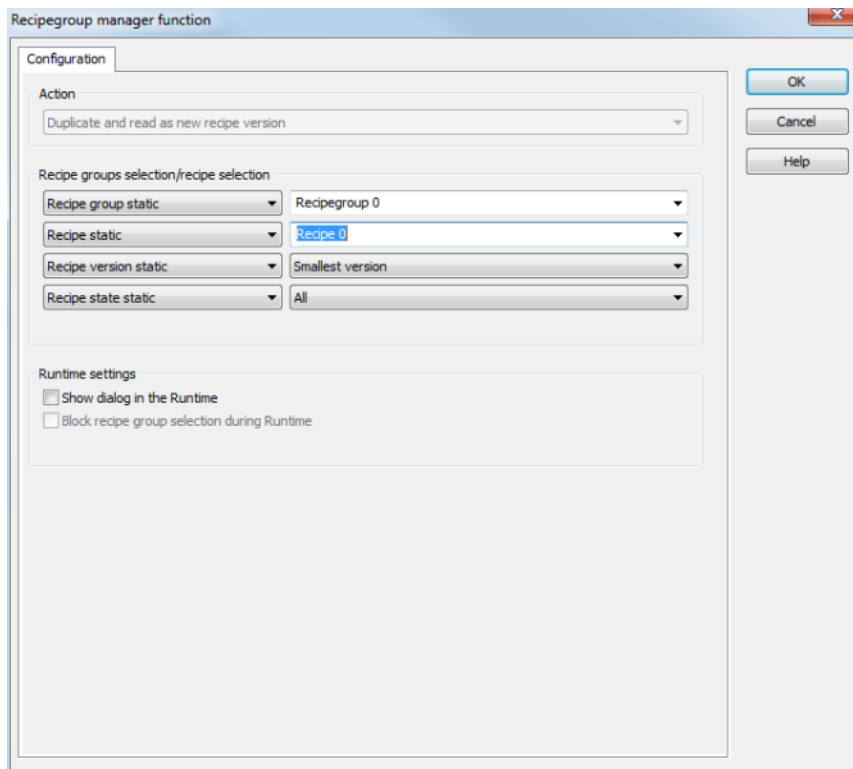 Recipegroup manager function
Configuration
OK
Action
Duplicate and read as new recipe version
Cancel
Help
Recipe groups selection/recipe selection
Recipe group static Recipegroup 0
Recipe static Recipe 0
Recipe version static Smallest version
Recipe state static All
Runtime settings
Show dialog in the Runtime
Block recipe group selection during Runtime